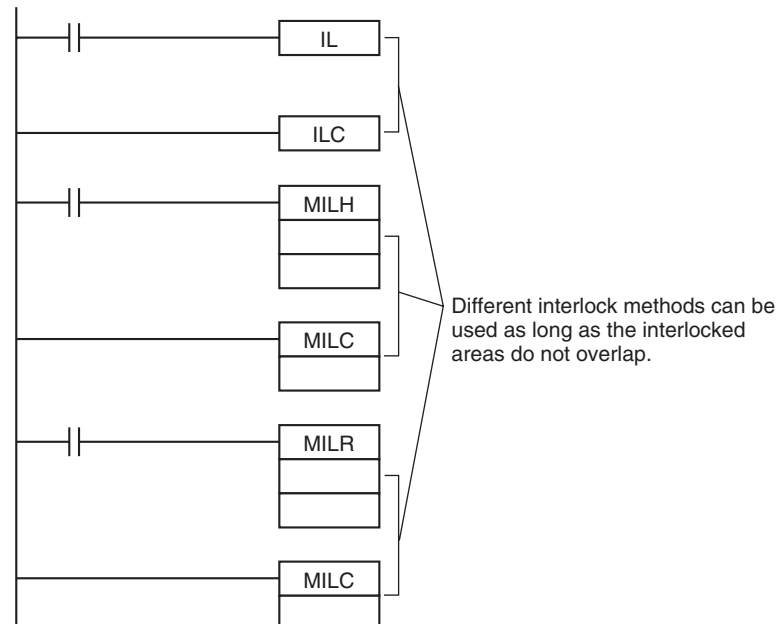 IL
ILC
MILH
MILC
MILR
MILC
Different interlock methods can be
used as long as the interlocked
areas do not overlap.